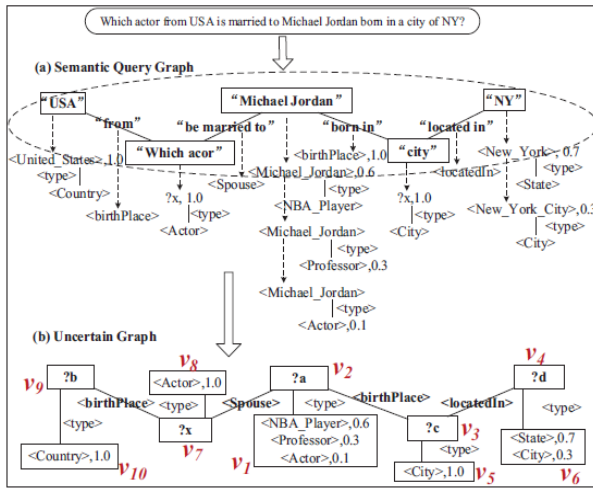 Which actor from USA is married to Michael Jordan born in a city of NY?
(a) Semantic Query Graph
“USA”
“Michael Jordan”
“NY”
“from”
“be married to”
“born in”
“located in”
“Which acor”
“city”
<United_States>,1.0
<type>
<Country>
<birthPlace>
?x, 1.0
<type>
<Actor>
<Spouse>
<birthPlace>,1.0
<Michael_Jordan>,0.6
<type>
<NBA_Player>
<Michael_Jordan>
<type>
<Professor>,0.3
<Michael_Jordan>
<type>
<Actor>,0.1
?x,1.0
<type>
<City>
<locatedIn>
<New_York>, 0.7
<type>
<State>
<New_York_City>,0.3
<type>
<City>
(b) Uncertain Graph
v8
v2
v4
v9
?b
<Actor>,1.0
?a
?d
<birthPlace>
<type>
<Spouse>
<type>
<birthPlace>
<locatedIn>
<type>
?x
v7
<NBA_Player>,0.6
<Professor>,0.3
<Actor>,0.1
?c
v3
<type>
<type>
<Country>,1.0
v10
v1
<City>,1.0
v5
<State>,0.7
<City>,0.3
v6